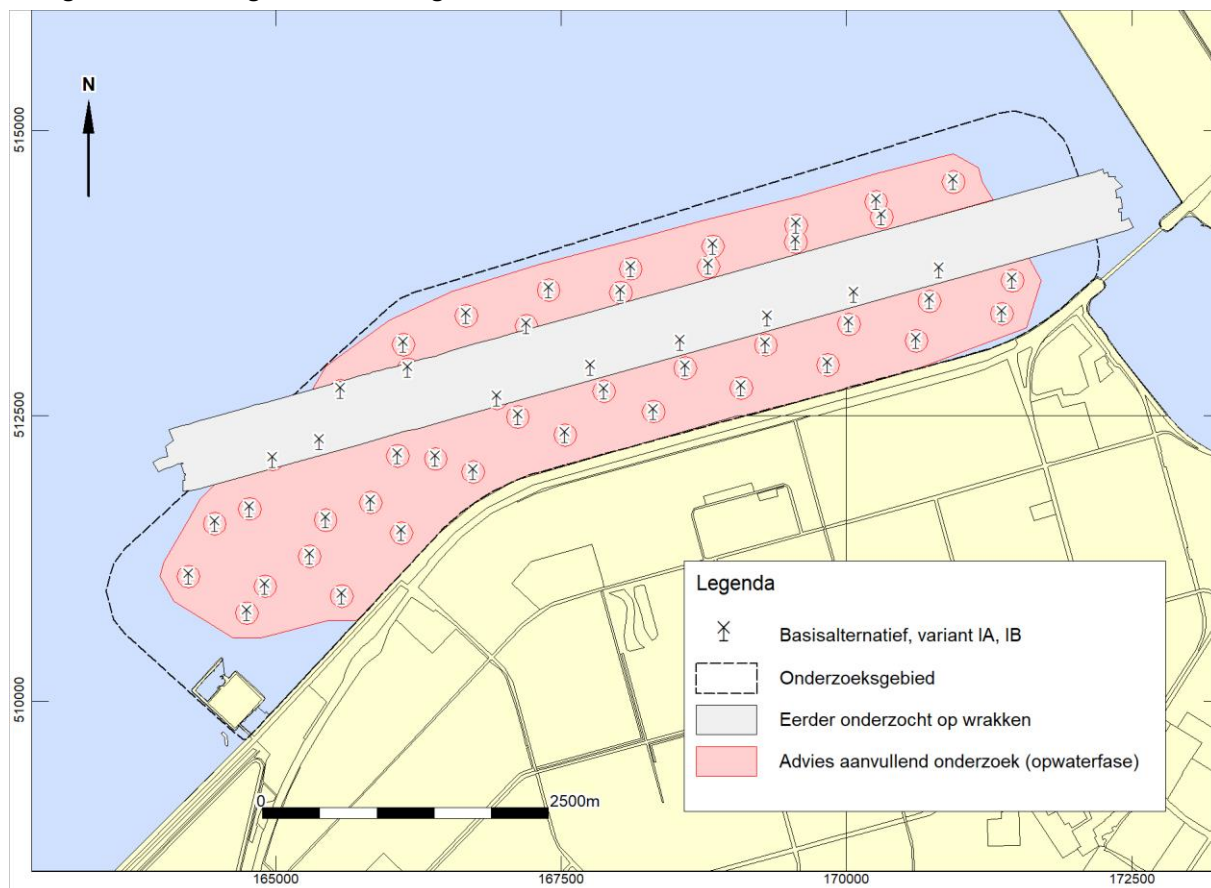 N
515000
512500
510000
Legenda
Basisalternatief, variant IA, IB
Onderzoeksgebied
Eerder onderzocht op wrakken
Advies aanvullend onderzoek (opwaterfase)
0
2500m
165000
167500
170000
172500